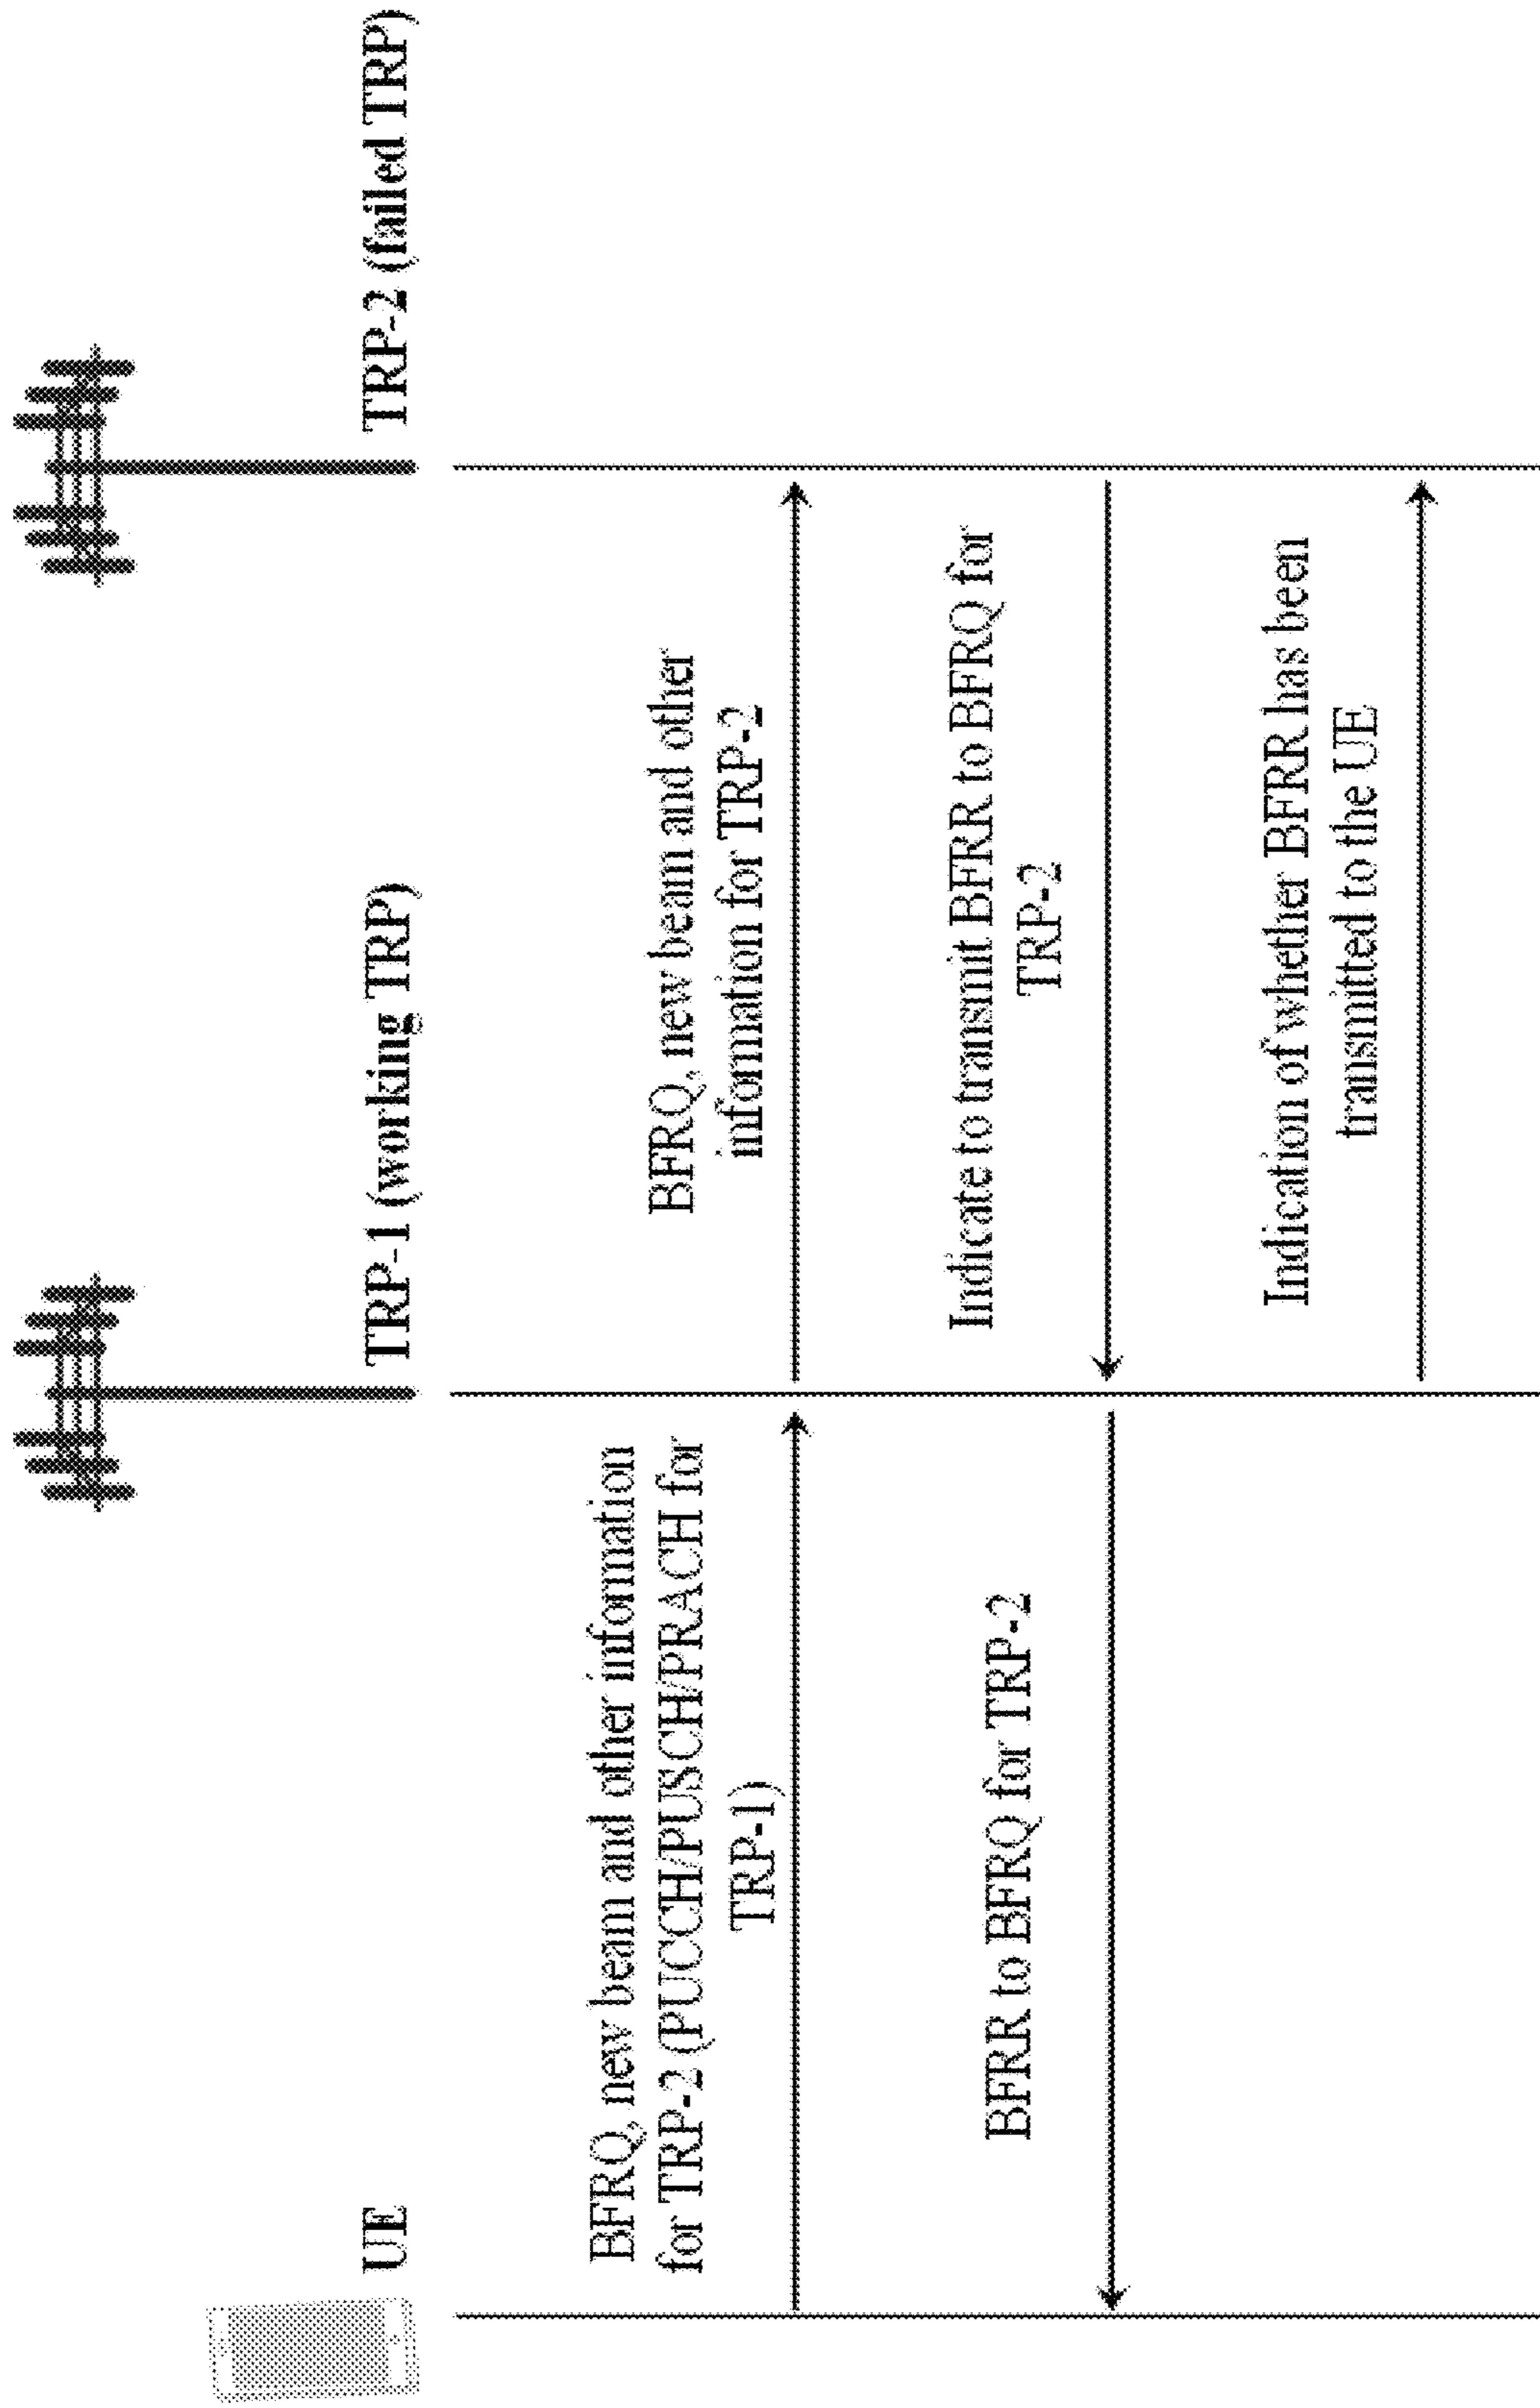 UE
TRP-1 (working TRP)
TRP-2 (failed TRP)
BFRQ, new beam and other information
for TRP-2 (PUCCH/PUSCH/PRACH for
TRP-1)
BFRQ, new beam and other
information for TRP-2
BFRR to BFRQ for TRP-2
Indicate to transmit BFRR to BFRQ for
TRP-2
Indication of whether BFRR has been
transmitted to the UE